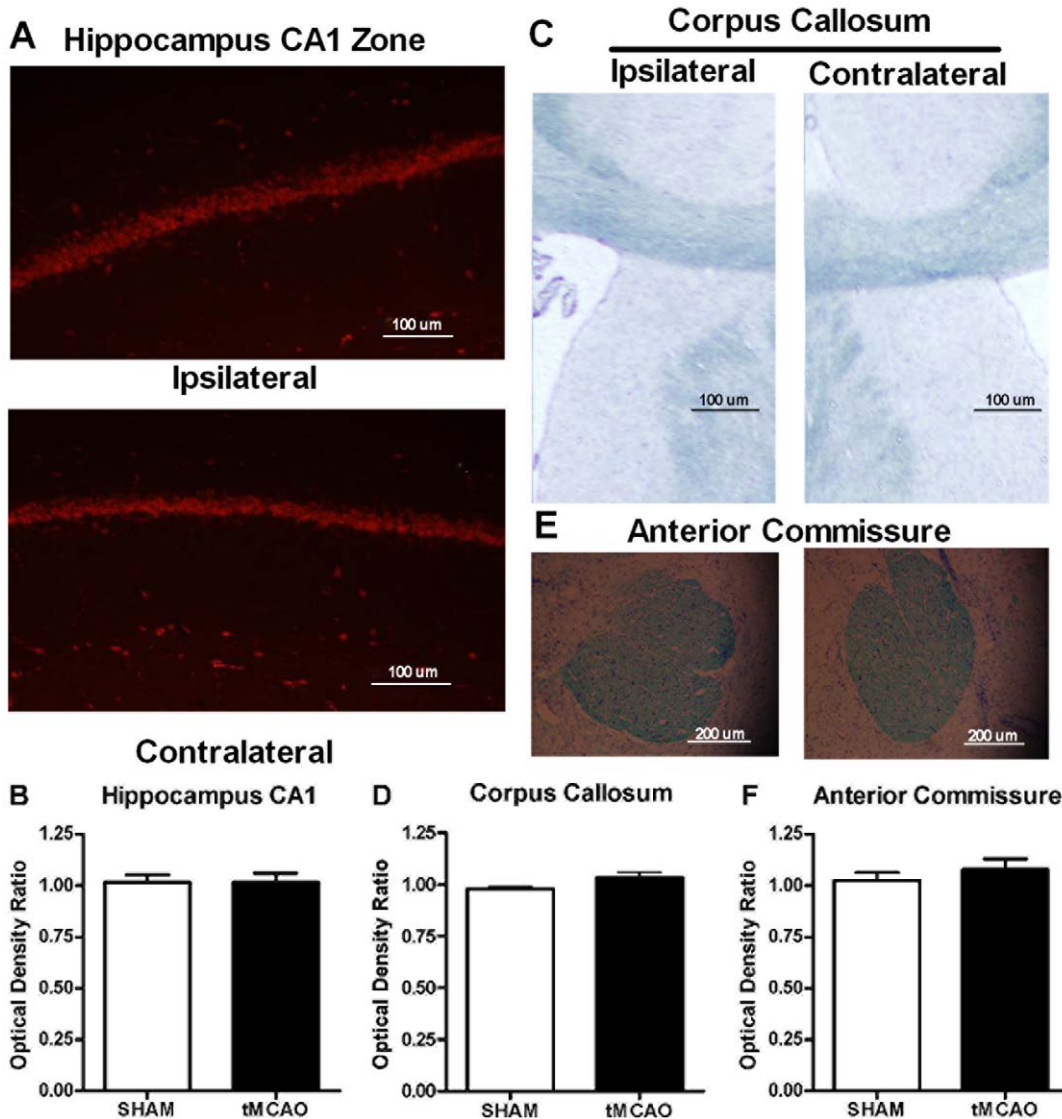 A
Hippocampus CA1 Zone
100 um
Ipsilateral
100 um
Contralateral
C
Corpus Callosum
Ipsilateral
Contralateral
100 um
100 um
E
Anterior Commissure
200 um
200 um
B
Hippocampus CA1
Optical Density Ratio
1.25
1.00
0.75
0.50
0.25
0.00
SHAM
tMCAO
D
Corpus Callosum
Optical Density Ratio
1.25
1.00
0.75
0.50
0.25
0.00
SHAM
tMCAO
F
Anterior Commissure
Optical Density Ratio
1.25
1.00
0.75
0.50
0.25
0.00
SHAM
tMCAO